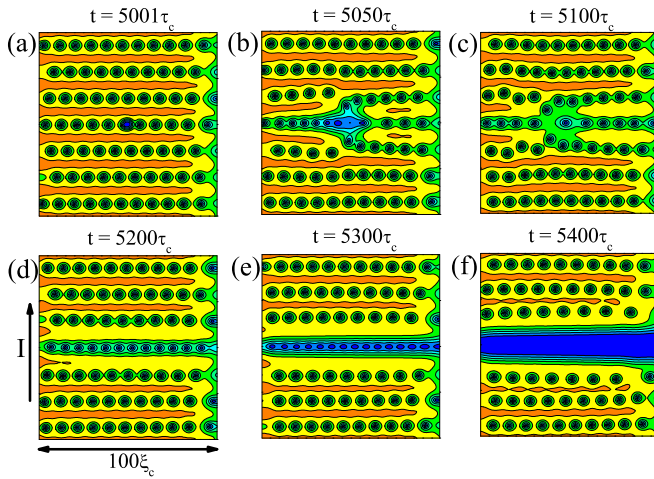 t = 5001τc t = 5050τc t = 5100τc
(a) (b) (c)
t = 5200τc t = 5300τc t = 5400τc
(d) (e) (f)
I
100ξc